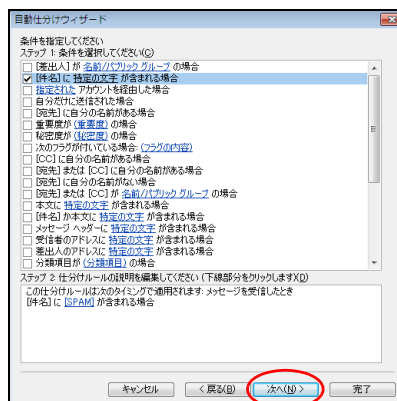 自動仕分けウィザード
条件を指定してください
ステップ 1: 条件を選択してください(C)
[差出人] が 名前/パブリック グループ の場合
[件名] に 特定の文字 が含まれる場合
指定された アカウントを経由した場合
自分だけに送信された場合
[宛先] に自分の名前がある場合
重要度が (重要度) の場合
秘密度が (秘密度) の場合
次のフラグが付いている場合: (フラグの内容)
[CC] に自分の名前がある場合
[宛先] または [CC] に自分の名前がある場合
[宛先] に自分の名前がない場合
[宛先] または [CC] が 名前/パブリック グループ の場合
本文に 特定の文字 が含まれる場合
[件名] か本文に 特定の文字 が含まれる場合
メッセージ ヘッダーに 特定の文字 が含まれる場合
受信者のアドレスに 特定の文字 が含まれる場合
差出人のアドレスに 特定の文字 が含まれる場合
分類項目が (分類項目) の場合
ステップ 2: 仕分けルールの説明を編集してください (下線部分をクリックします)(D)
この仕分けルールは次のタイミングで適用されます: メッセージを受信したとき
[件名] に [SPAM] が含まれる場合
キャンセル
< 戻る(B)
次へ(N) >
完了